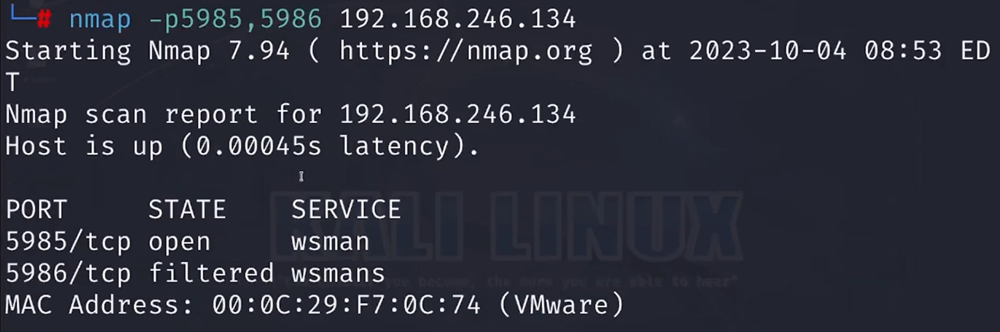 └─# nmap -p5985,5986 192.168.246.134
Starting Nmap 7.94 ( https://nmap.org ) at 2023-10-04 08:53 ED
T
Nmap scan report for 192.168.246.134
Host is up (0.00045s latency).
PORT     STATE    SERVICE
5985/tcp open     wsman
5986/tcp filtered wsmans
MAC Address: 00:0C:29:F7:0C:74 (VMware)
KALI LINUX
you become, the more you are able to hear"